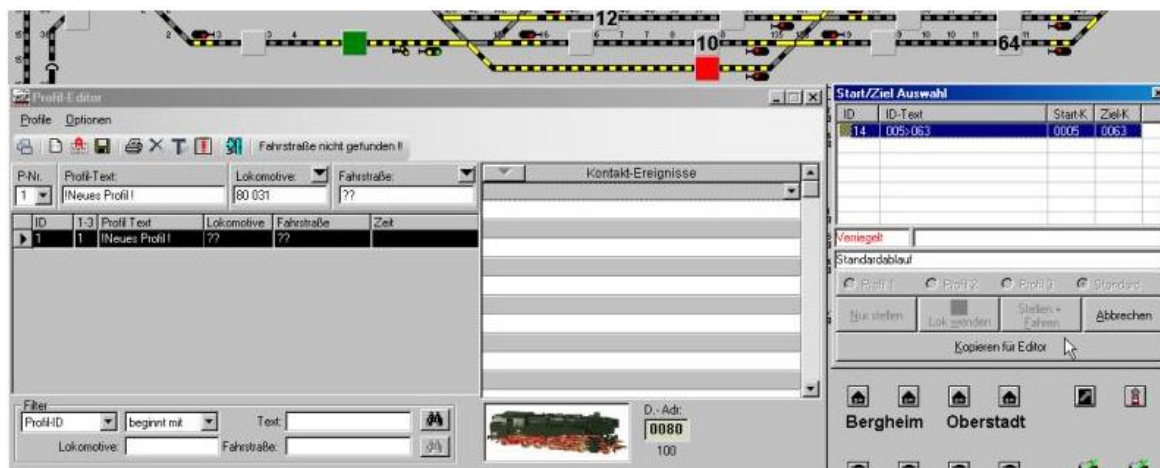 12
10
64
Profil-Editor
Profile Optionen
Fahrstraße nicht gefunden !!
P-Nr. Profil-Text: Lokomotive: Fahrstraße:
1 !Neues Profil! 80 031 ??
ID 1-3 Profil Text Lokomotive Fahrstraße Zeit
1 1 !Neues Profil! ?? ??
Kontakt-Ereignisse
Filter
Profil-ID beginnt mit Text:
Lokomotive: Fahrstraße:
D.-Adr:
0080
100
Start/Ziel Auswahl
ID ID-Text Start-K Ziel-K
14 005>063 0005 0063
Verriegelt
Standardablauf
Profil 1 Profil 2 Profil 3 Standard
Nur stellen Lok wenden Stellen + Fahren Abbrechen
Kopieren für Editor
Bergheim Oberstadt